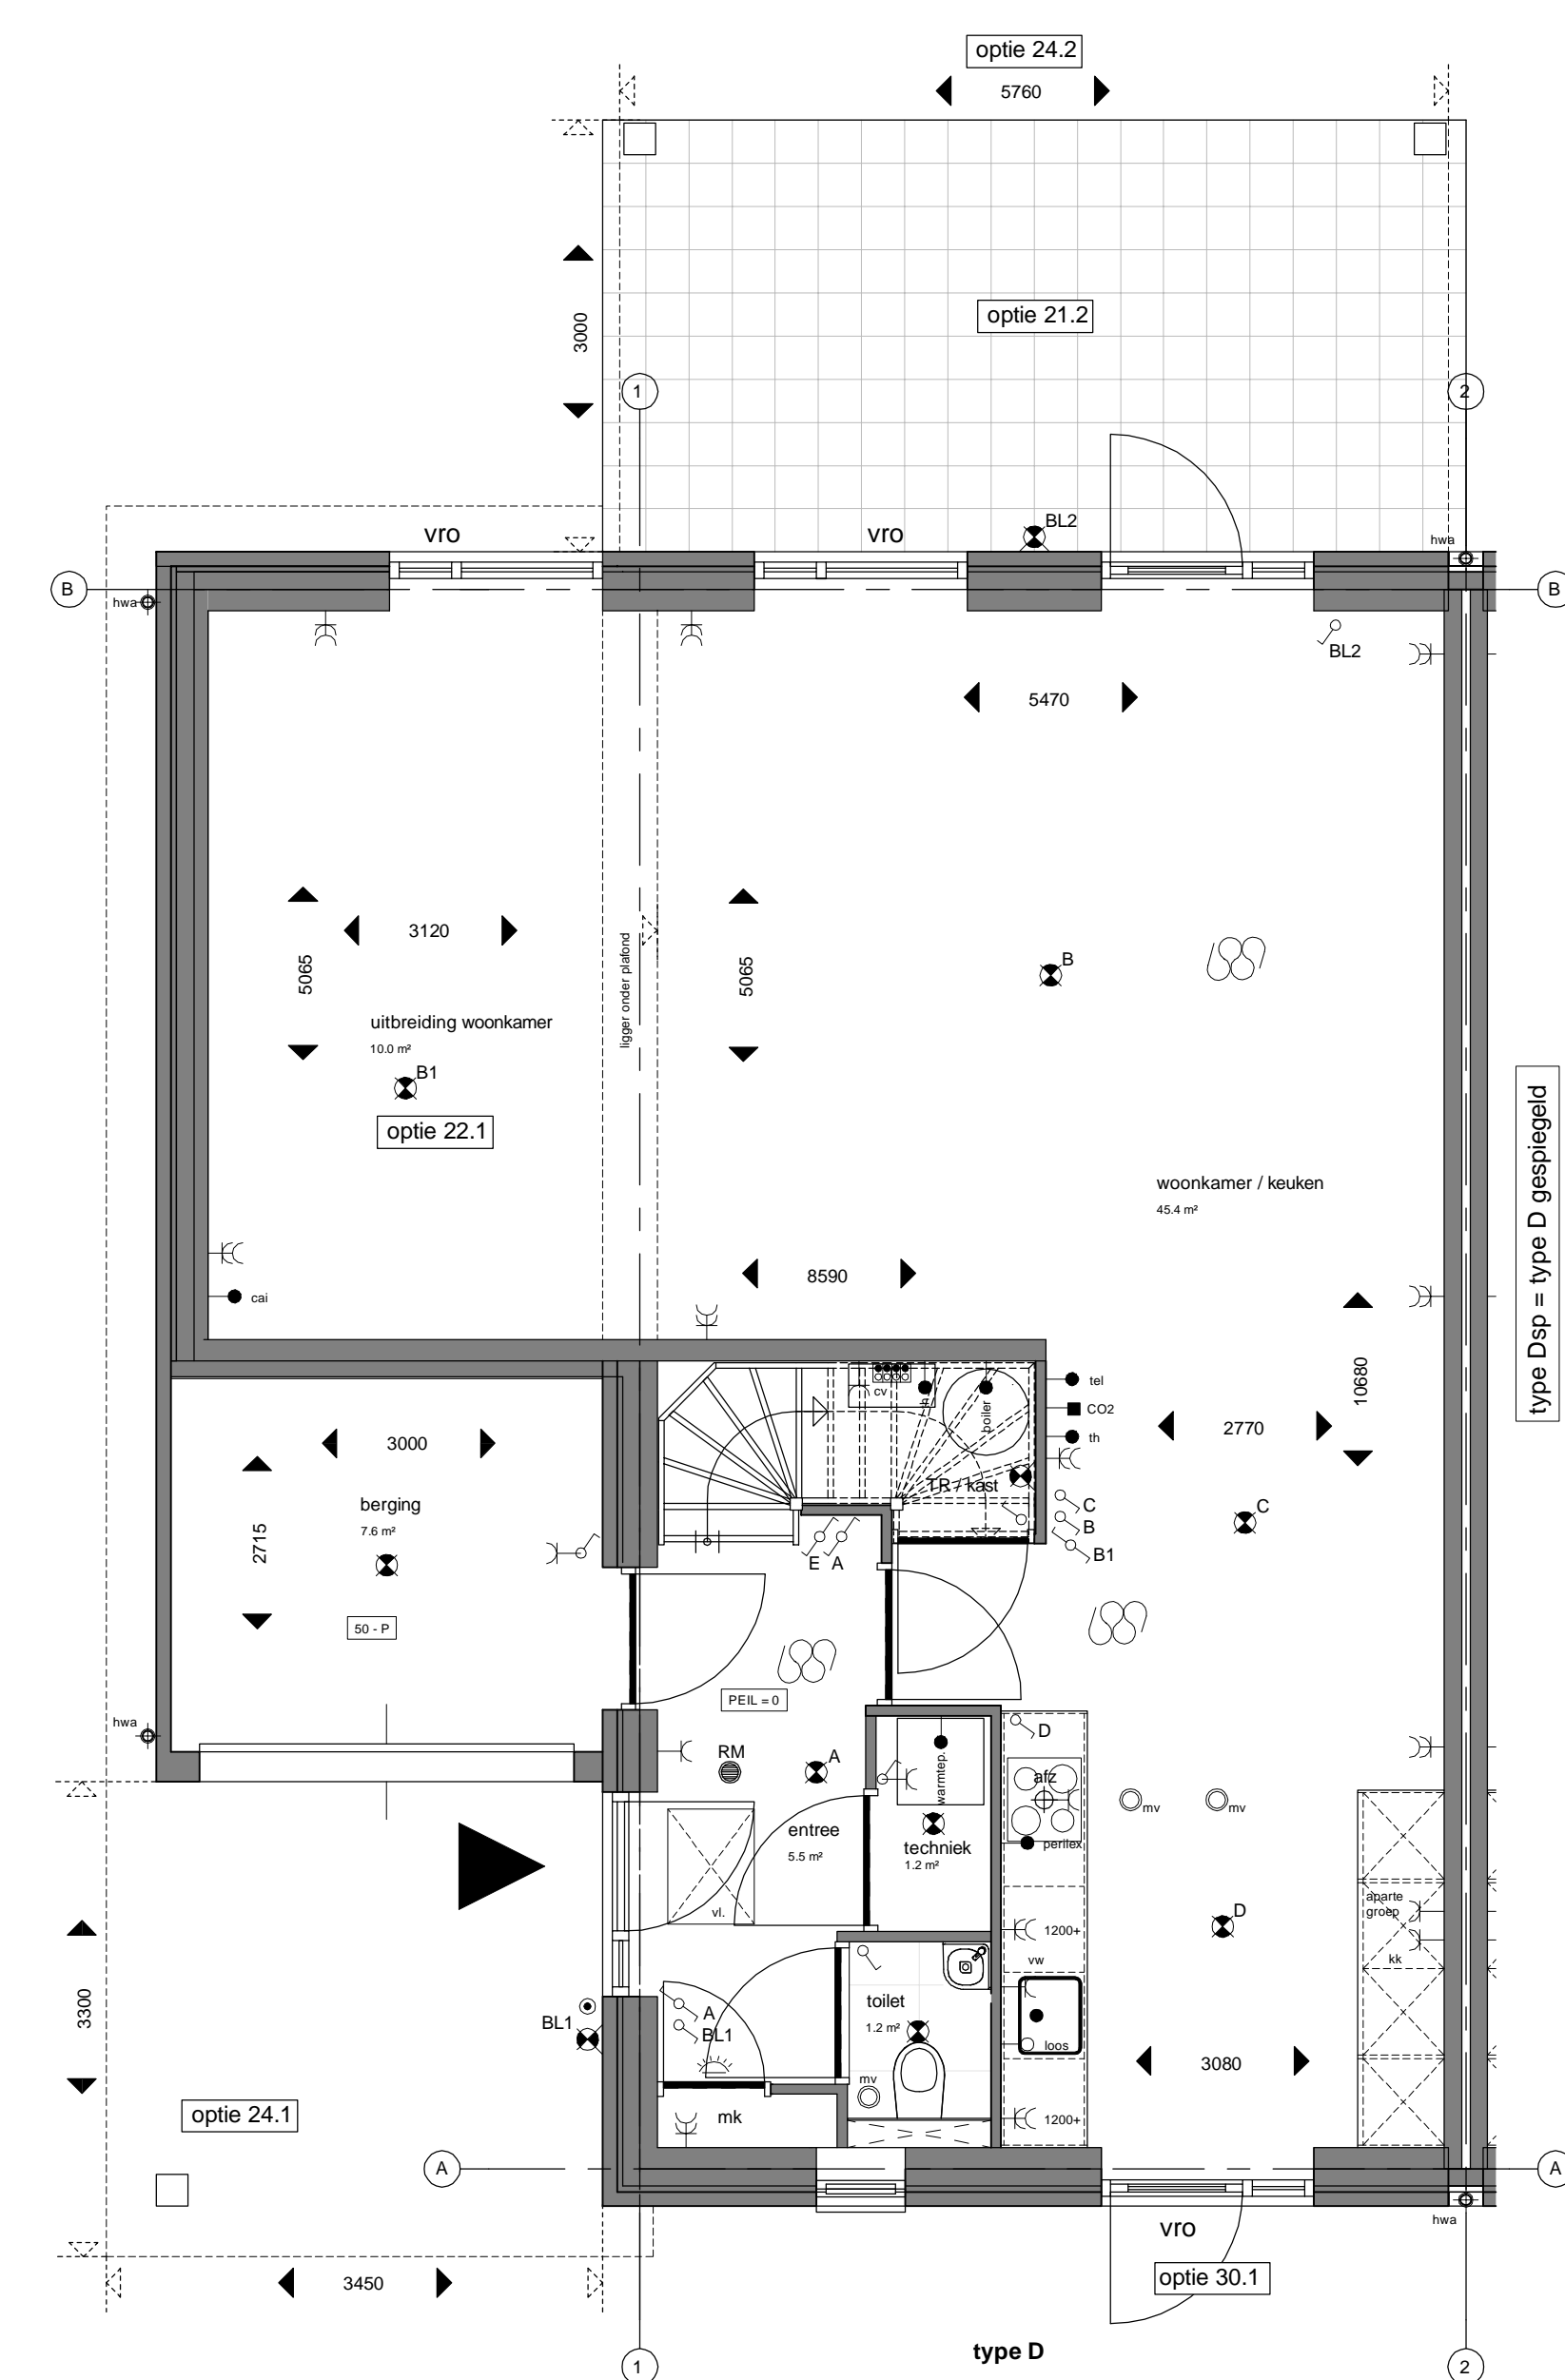 optie 24.2
5760
3000
optie 21.2
1
2
vro
vro
BL2
hwa
B
hwa
B
BL2
5470
3120
5065
5065
ligger onder plafond
B
uitbreiding woonkamer
10.0 m²
B1
optie 22.1
woonkamer / keuken
45.4 m²
type Dsp = type D gespiegeld
cai
8590
10680
tel
CO2
th
cv
boiler
TR / kast
3000
2770
berging
7.6 m²
2715
C
B
B1
C
E
A
50 - P
PEIL = 0
hwa
RM
A
D
warmtep.
afz
mv
mv
entree
5.5 m²
techniek
1.2 m²
perilex
vl.
aparte
groep
1200+
D
vw
kk
3300
toilet
1.2 m²
A
BL1
BL1
loos
3080
mv
optie 24.1
mk
1200+
A
A
hwa
vro
optie 30.1
3450
type D
1
2